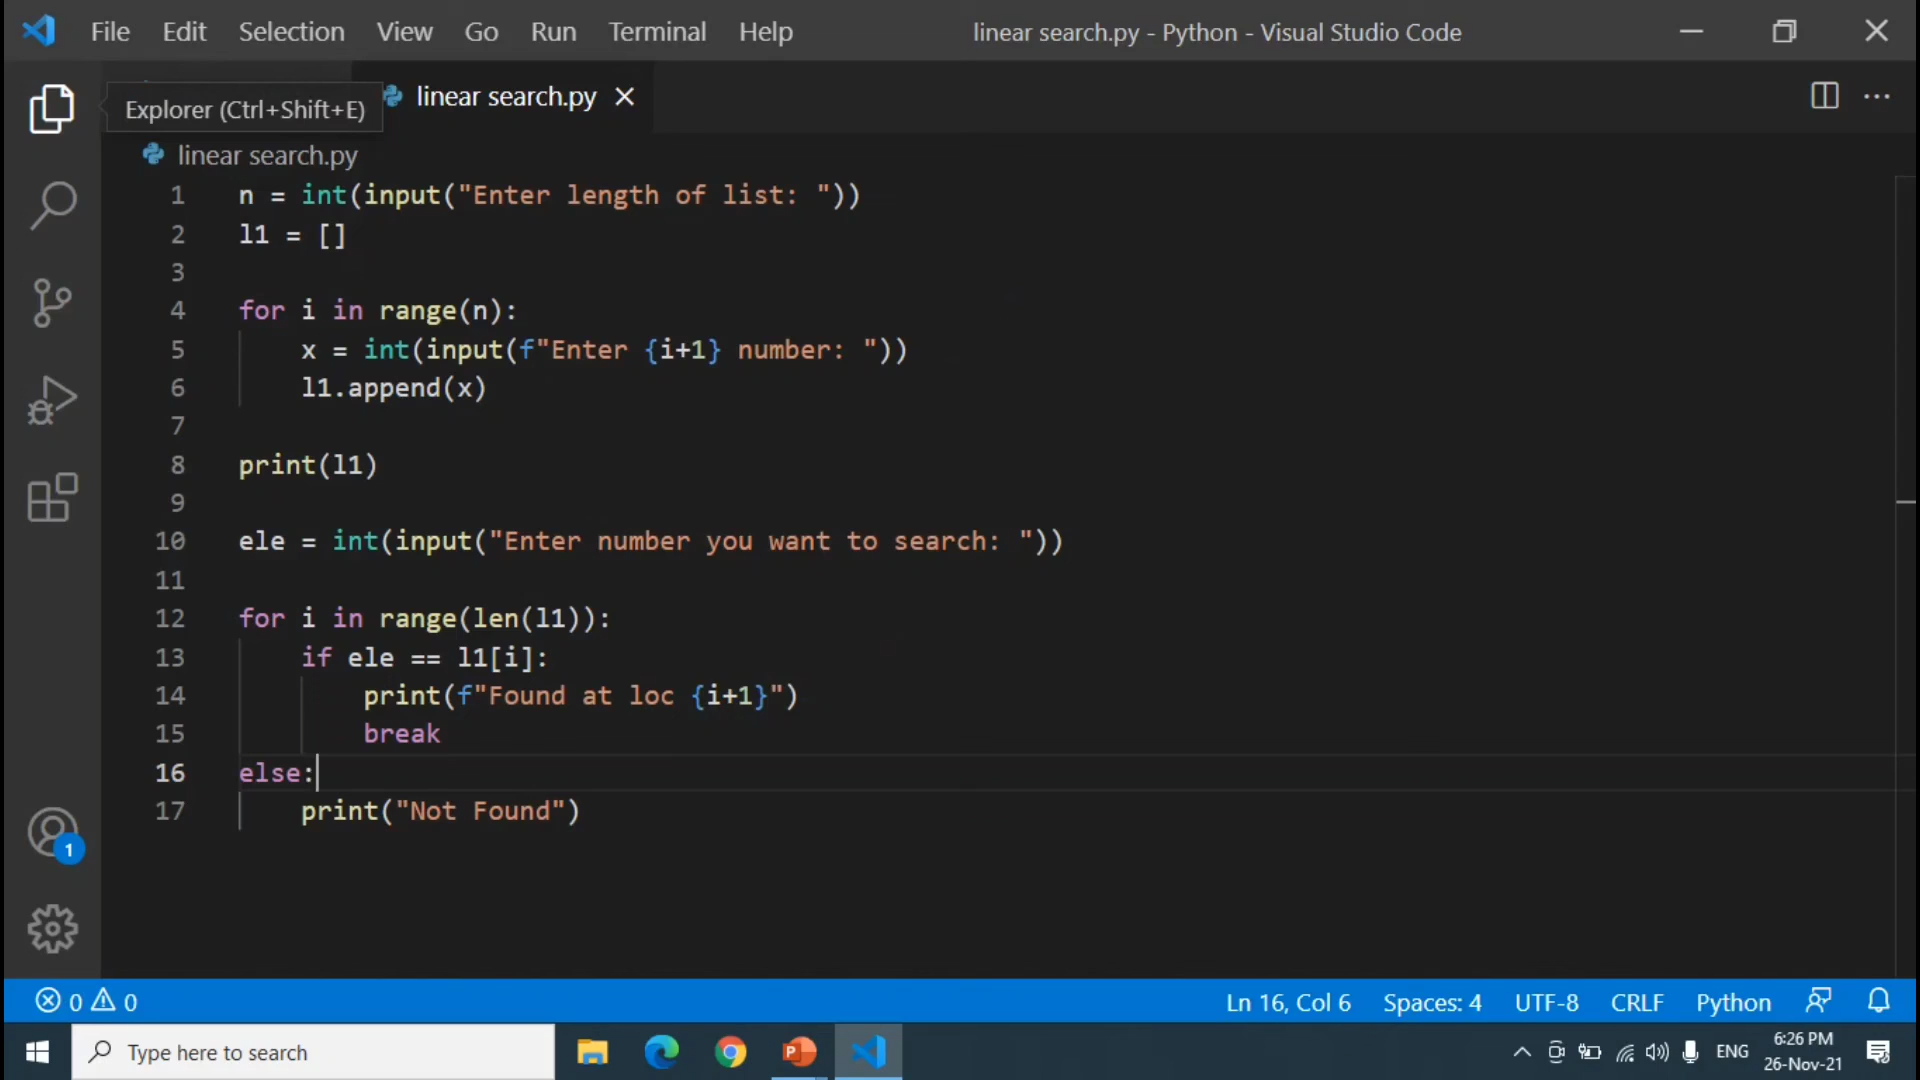 File Edit Selection View Go Run Terminal Help linear search.py - Python - Visual Studio Code
Explorer (Ctrl+Shift+E) linear search.py
linear search.py
1 n = int(input("Enter length of list: "))
2 l1 = []
3
4 for i in range(n):
5     x = int(input(f"Enter {i+1} number: "))
6     l1.append(x)
7
8 print(l1)
9
10 ele = int(input("Enter number you want to search: "))
11
12 for i in range(len(l1)):
13     if ele == l1[i]:
14         print(f"Found at loc {i+1}")
15         break
16 else:
17     print("Not Found")
1
0 0 Ln 16, Col 6 Spaces: 4 UTF-8 CRLF Python
Type here to search ENG 6:26 PM
26-Nov-21